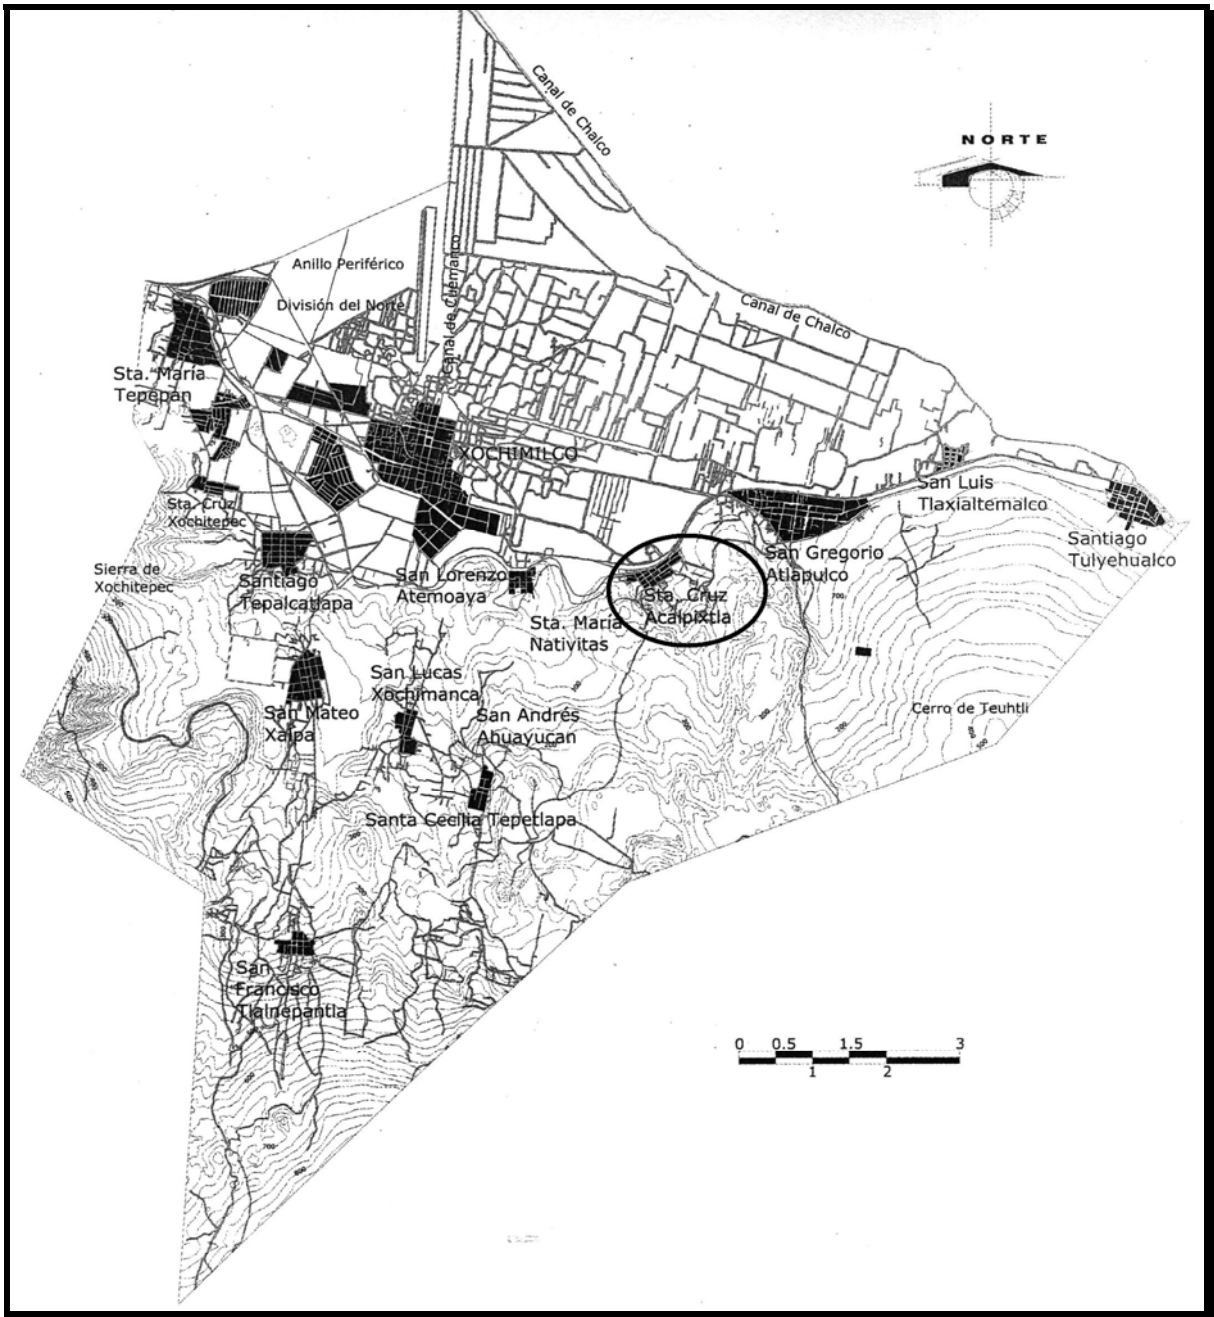 Canal de Chalco
NORTE
Anillo Periférico
División del Norte
Canal de Cuemanco
Canal de Chalco
Sta. María
Tepepan
XOCHIMILCO
San Luis
Tlaxialtemalco
Sta. Cruz
Xochitepec
Santiago
Tulyehualco
San Gregorio
Atlapulco
Sierra de
Xochitepec
Santiago
Tepalcatlapa
San Lorenzo
Atemoaya
Sta. Cruz
Acalpixtla
700
Sta. María
Nativitas
San Lucas
Xochimanca
San Mateo
Xalpa
San Andrés
Ahuayucan
Cerro de Teuhtli
Santa Cecilia Tepetlapa
San
Francisco
Tlalnepantla
0 0.5 1.5 3
1 2
700
800